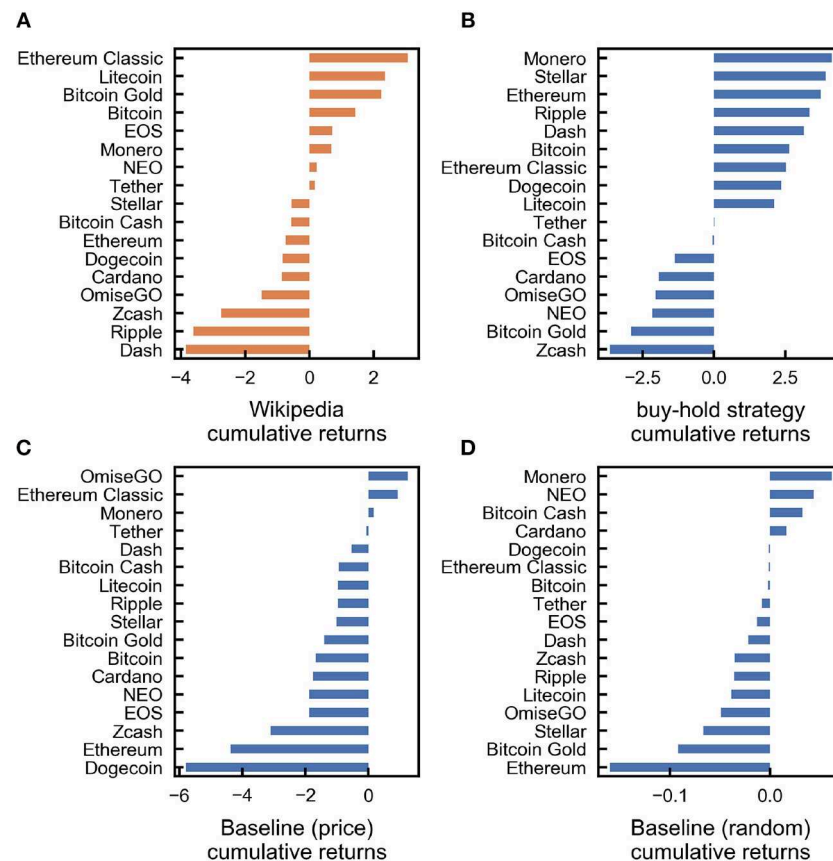 A
Ethereum Classic
Litecoin
Bitcoin Gold
Bitcoin
EOS
Monero
NEO
Tether
Stellar
Bitcoin Cash
Ethereum
Dogecoin
Cardano
OmiseGO
Zcash
Ripple
Dash
−4 −2 0 2
Wikipedia
cumulative returns
B
Monero
Stellar
Ethereum
Ripple
Dash
Bitcoin
Ethereum Classic
Dogecoin
Litecoin
Tether
Bitcoin Cash
EOS
Cardano
OmiseGO
NEO
Bitcoin Gold
Zcash
−2.5 0.0 2.5
buy-hold strategy
cumulative returns
C
OmiseGO
Ethereum Classic
Monero
Tether
Dash
Bitcoin Cash
Litecoin
Ripple
Stellar
Bitcoin Gold
Bitcoin
Cardano
NEO
EOS
Zcash
Ethereum
Dogecoin
−6 −4 −2 0
Baseline (price)
cumulative returns
D
Monero
NEO
Bitcoin Cash
Cardano
Dogecoin
Ethereum Classic
Bitcoin
Tether
EOS
Dash
Zcash
Ripple
Litecoin
OmiseGO
Stellar
Bitcoin Gold
Ethereum
−0.1 0.0
Baseline (random)
cumulative returns